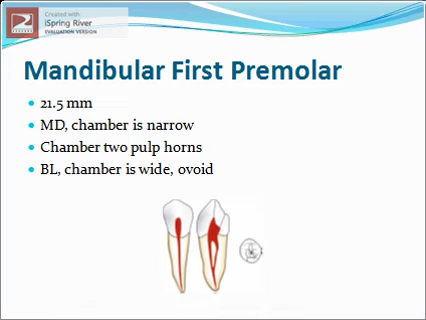 Created with
iSpring River
EVALUATION VERSION
Mandibular First Premolar
21.5 mm
MD, chamber is narrow
Chamber two pulp horns
BL, chamber is wide, ovoid